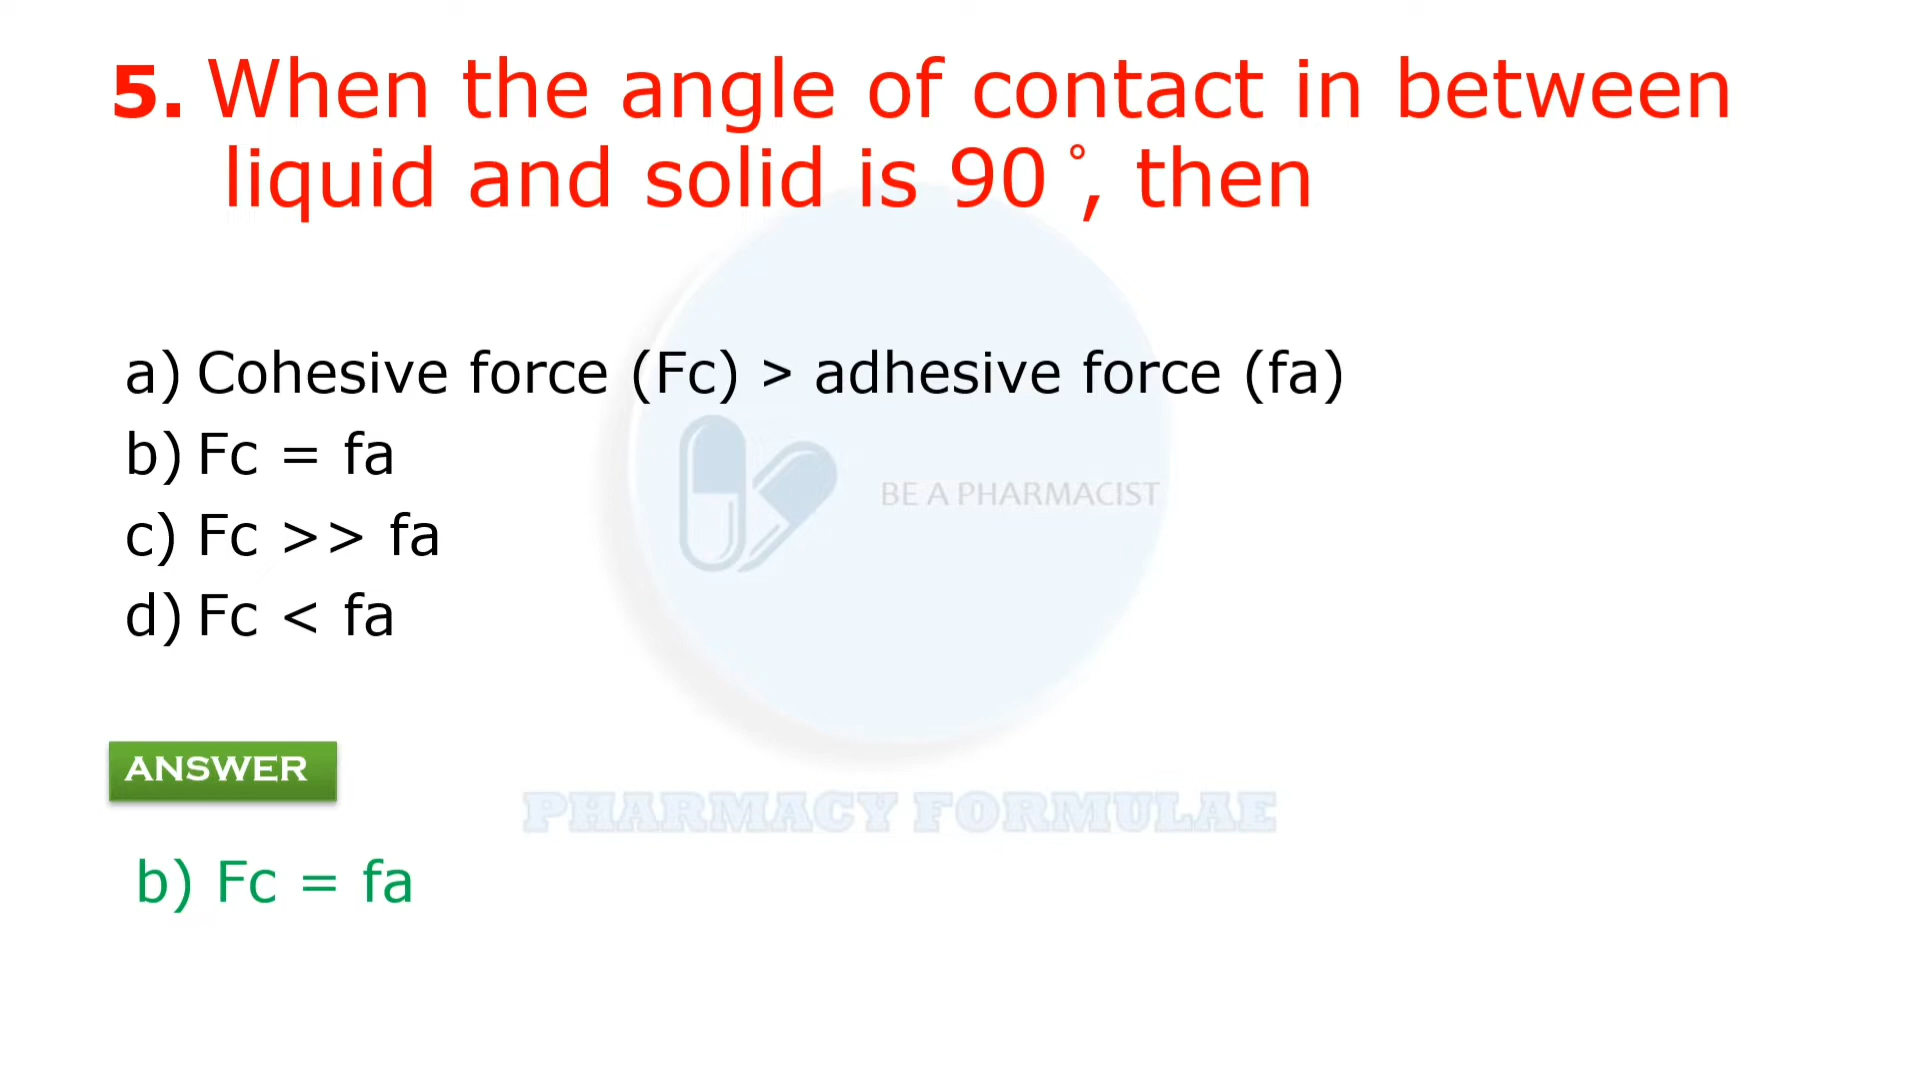 5. When the angle of contact in between
liquid and solid is 90°, then
a) Cohesive force (Fc) > adhesive force (fa)
b) Fc = fa
c) Fc >> fa
BE A PHARMACIST
d) Fc < fa
ANSWER
PHARMACY FORMULAE
b) Fc = fa